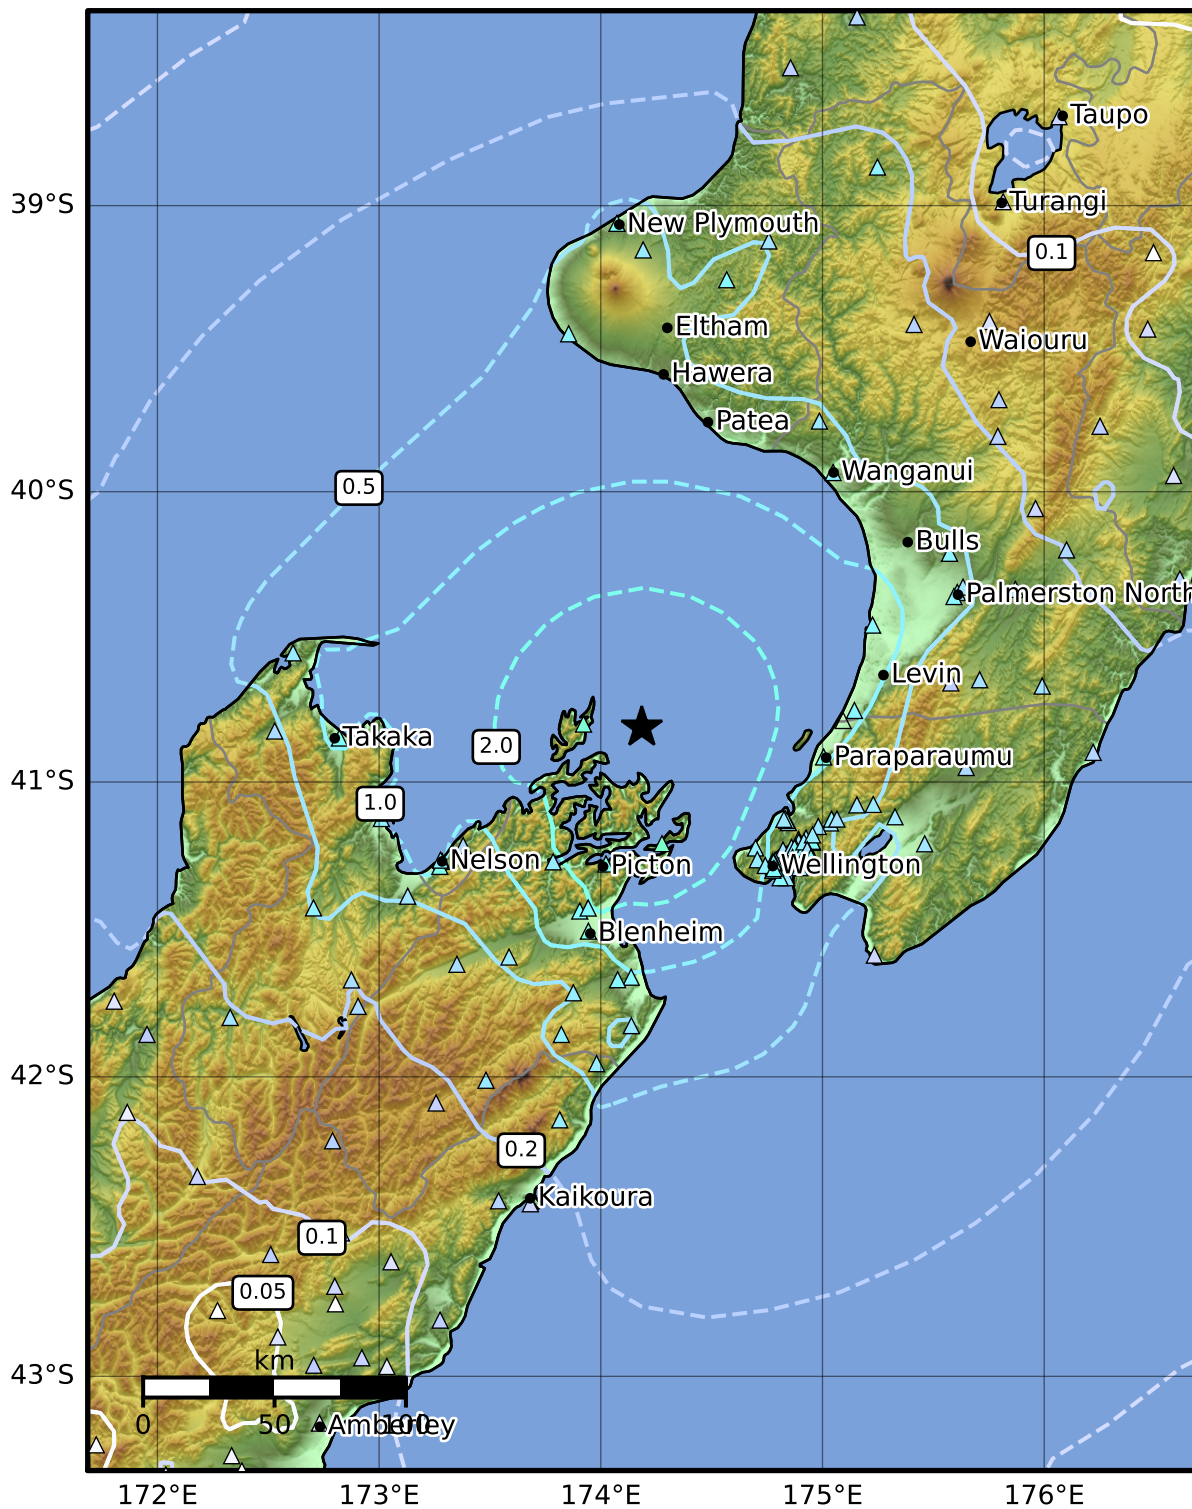 Taupo
39°S
Turangi
New Plymouth
0.1
Eltham
Waiouru
Hawera
Patea
Wanganui
0.5
40°S
Bulls
Palmerston North
Levin
Takaka
2.0
Paraparaumu
41°S
1.0
Nelson
Picton
Wellington
Blenheim
42°S
0.2
Kaikoura
0.1
0.05
km
43°S
0 50 100
Amberley
172°E 173°E 174°E 175°E 176°E